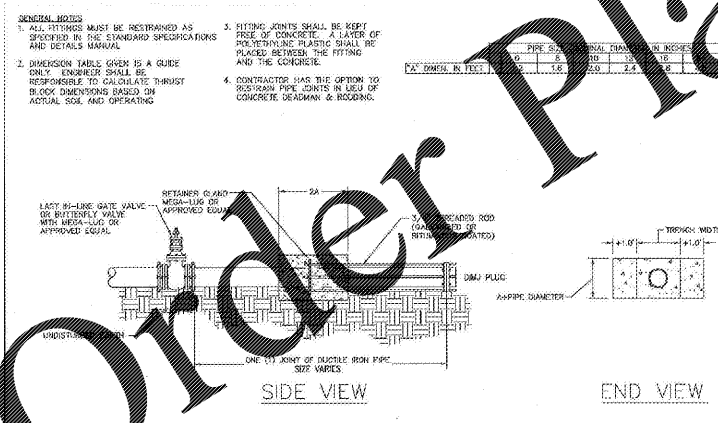 GENERAL NOTES
1. ALL FITTINGS MUST BE RESTRAINED AS
SPECIFIED IN THE STANDARD SPECIFICATIONS
AND DETAILS MANUAL
2. DIMENSION TABLE GIVEN IS A GUIDE
ONLY. ENGINEER SHALL BE
RESPONSIBLE TO CALCULATE THRUST
BLOCK DIMENSIONS BASED ON
ACTUAL SOIL AND OPERATING
3. FITTING JOINTS SHALL BE KEPT
FREE OF CONCRETE. A LAYER OF
POLYETHYLENE PLASTIC SHALL BE
PLACED BETWEEN THE FITTING
AND THE CONCRETE.
4. CONTRACTOR HAS THE OPTION TO
RESTRAIN PIPE JOINTS IN LIEU OF
CONCRETE DEADMAN & RODDING.
PIPE SIZE NOMINAL DIAMETER IN INCHES
8 10 12 16
"A" DIMEN. IN FEET 1.6 2.0 2.4
LAST IN-LINE GATE VALVE
OR BUTTERFLY VALVE
WITH MEGA-LUG OR
APPROVED EQUAL
RETAINER GLAND
MEGA-LUG OR
APPROVED EQUAL
2A
THREADED ROD
(GALVANIZED OR
BITUMINOUS COATED)
DIMJ PLUG
UNDISTURBED EARTH
ONE (1) JOINT OF DUCTILE IRON PIPE
SIZE VARIES
SIDE VIEW
TRENCH WIDTH
+1.0' +1.0'
A+PIPE DIAMETER
END VIEW
Order Pla